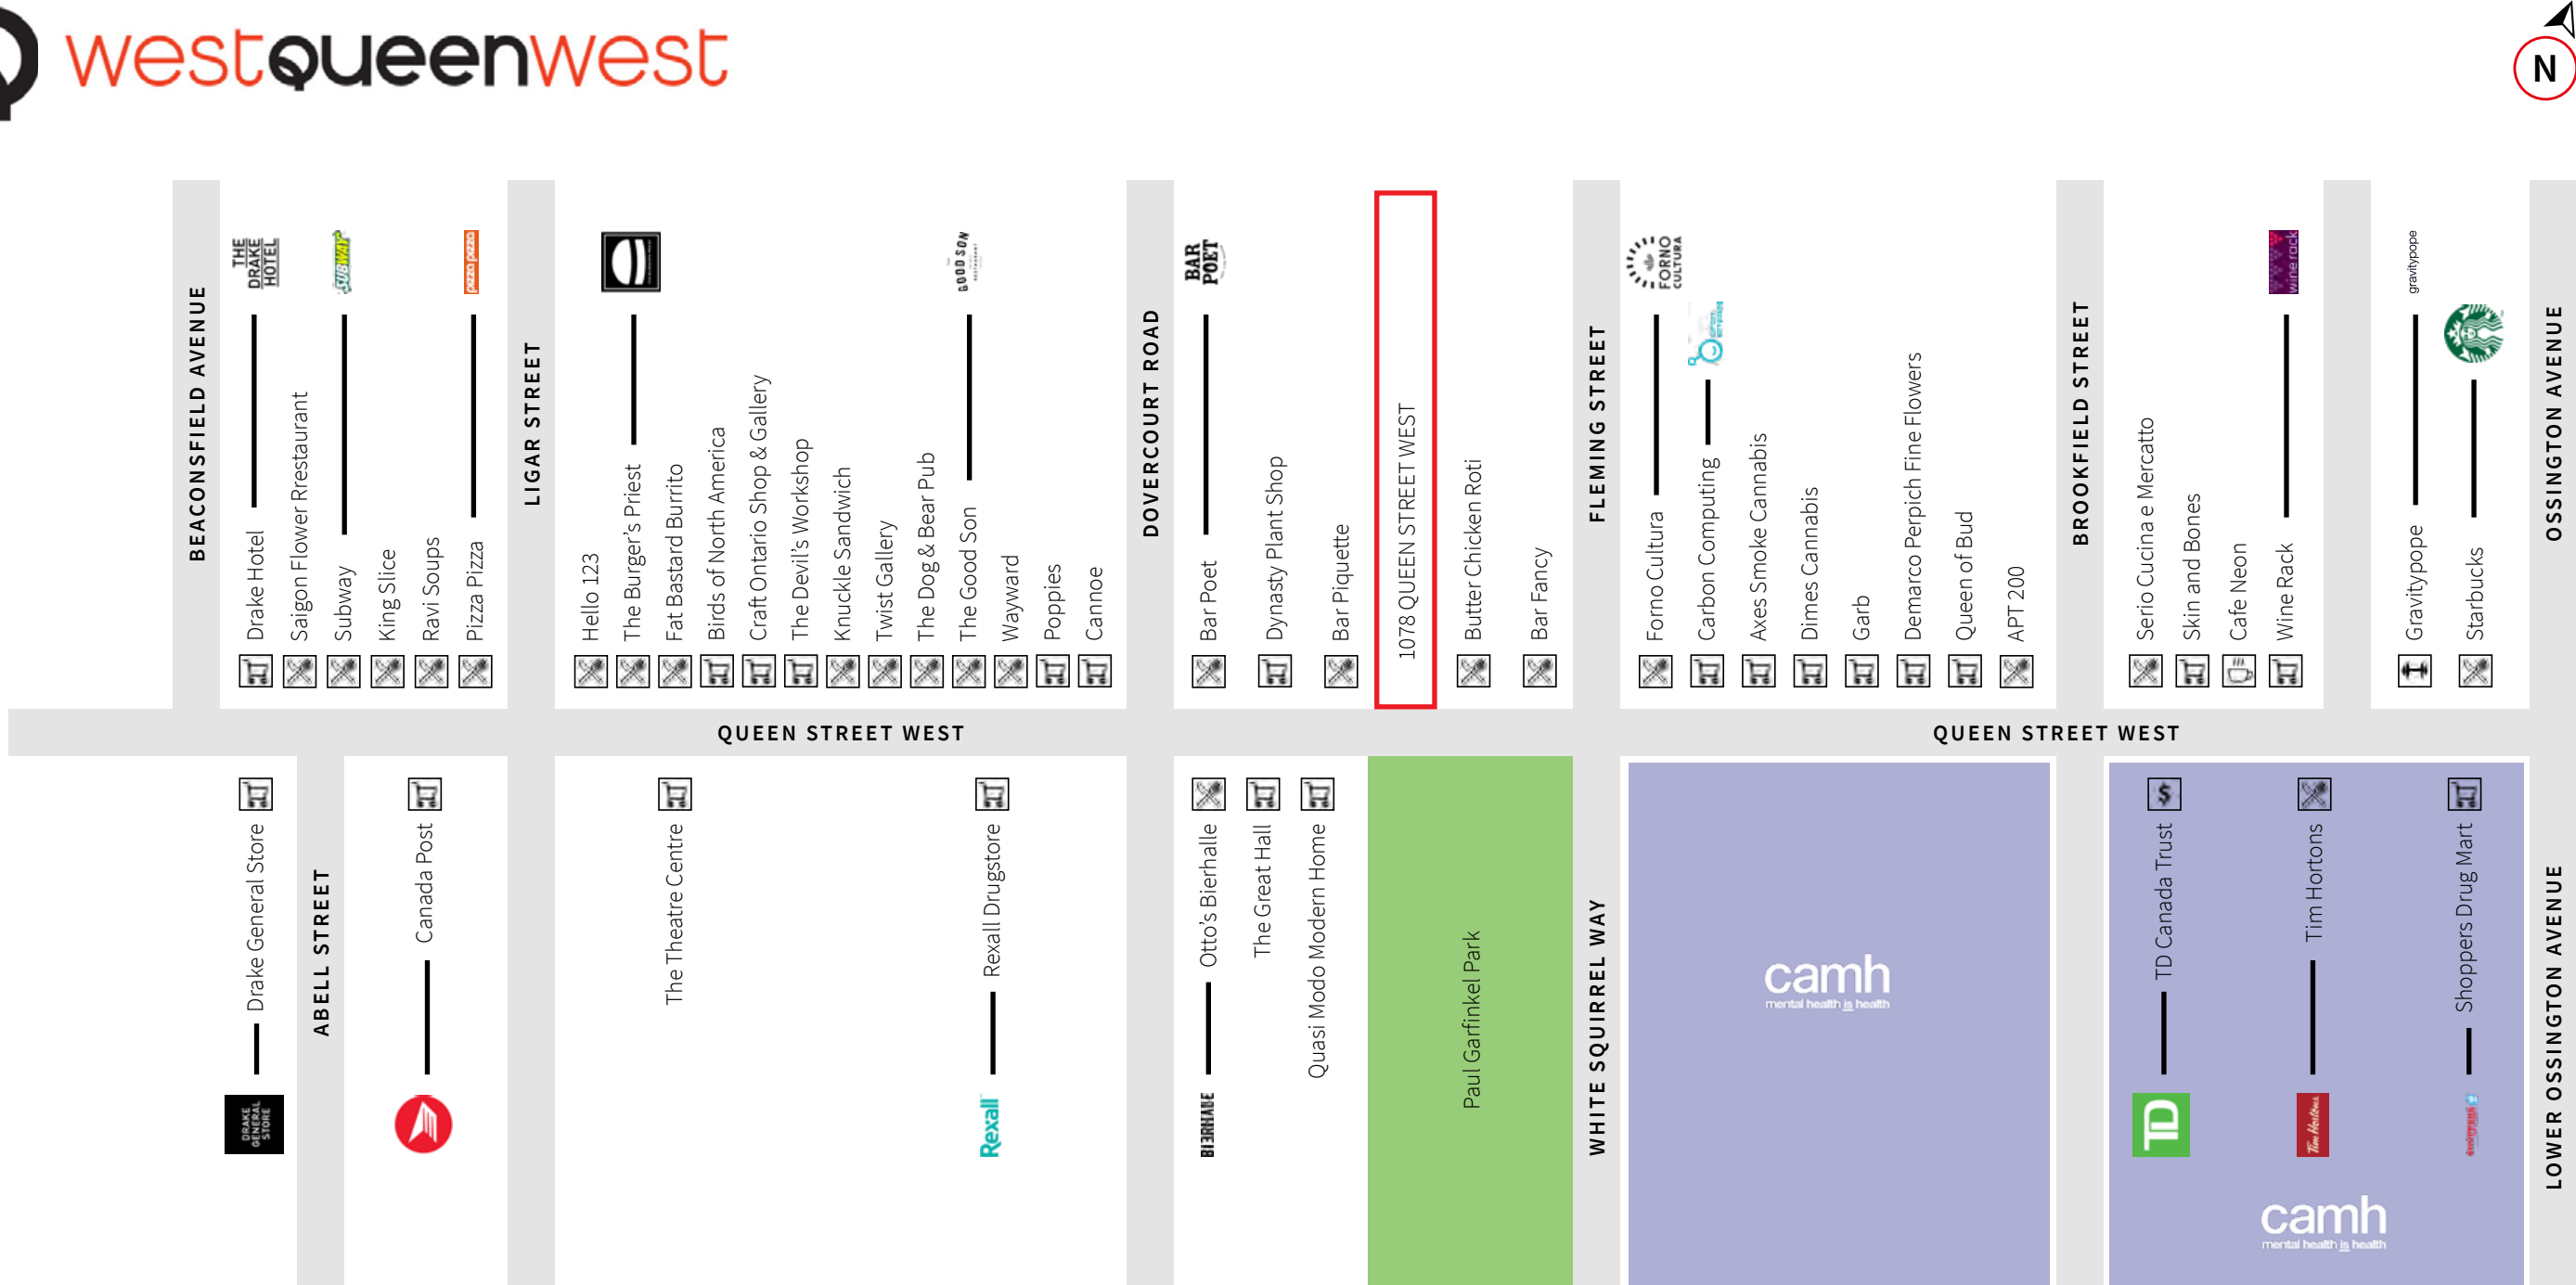 westqueenwest
N
BEACONSFIELD AVENUE
THE
DRAKE
HOTEL
Drake Hotel
Saigon Flower Rrestaurant
SUBWAY
Subway
King Slice
Ravi Soups
pizza pizza
Pizza Pizza
LIGAR STREET
Hello 123
The Burger's Priest
Fat Bastard Burrito
Birds of North America
Craft Ontario Shop & Gallery
The Devil's Workshop
Knuckle Sandwich
Twist Gallery
The Dog & Bear Pub
GOOD SON
The Good Son
Wayward
Poppies
Cannoe
DOVERCOURT ROAD
BAR
POET
Bar Poet
Dynasty Plant Shop
Bar Piquette
1078 QUEEN STREET WEST
Butter Chicken Roti
Bar Fancy
FLEMING STREET
FORNO
CULTURA
Forno Cultura
Carbon Computing
Axes Smoke Cannabis
Dimes Cannabis
Garb
Demarco Perpich Fine Flowers
Queen of Bud
APT 200
BROOKFIELD STREET
Serio Cucina e Mercatto
Skin and Bones
Cafe Neon
wine rack
Wine Rack
gravitypope
Gravitypope
Starbucks
OSSINGTON AVENUE
QUEEN STREET WEST
QUEEN STREET WEST
Drake General Store
DRAKE
GENERAL
STORE
ABELL STREET
Canada Post
The Theatre Centre
Rexall Drugstore
Rexall
Otto's Bierhalle
The Great Hall
Quasi Modo Modern Home
Paul Garfinkel Park
WHITE SQUIRREL WAY
camh
mental health is health
$
TD Canada Trust
TD
Tim Hortons
Tim Hortons
Shoppers Drug Mart
camh
mental health is health
LOWER OSSINGTON AVENUE